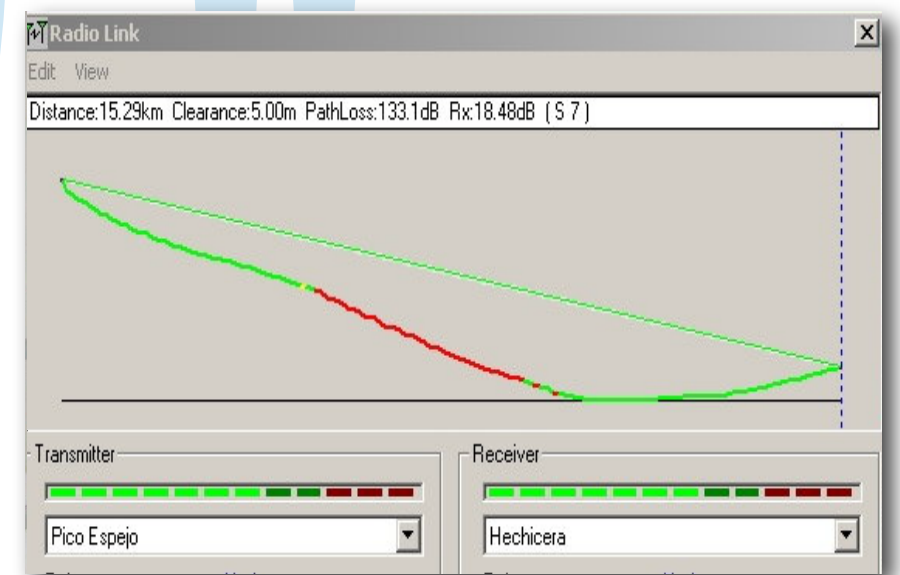 Radio Link
Edit View
Distance:15.29km Clearance:5.00m PathLoss:133.1dB Rx:18.48dB (S 7)
Transmitter
Receiver
Pico Espejo
Hechicera